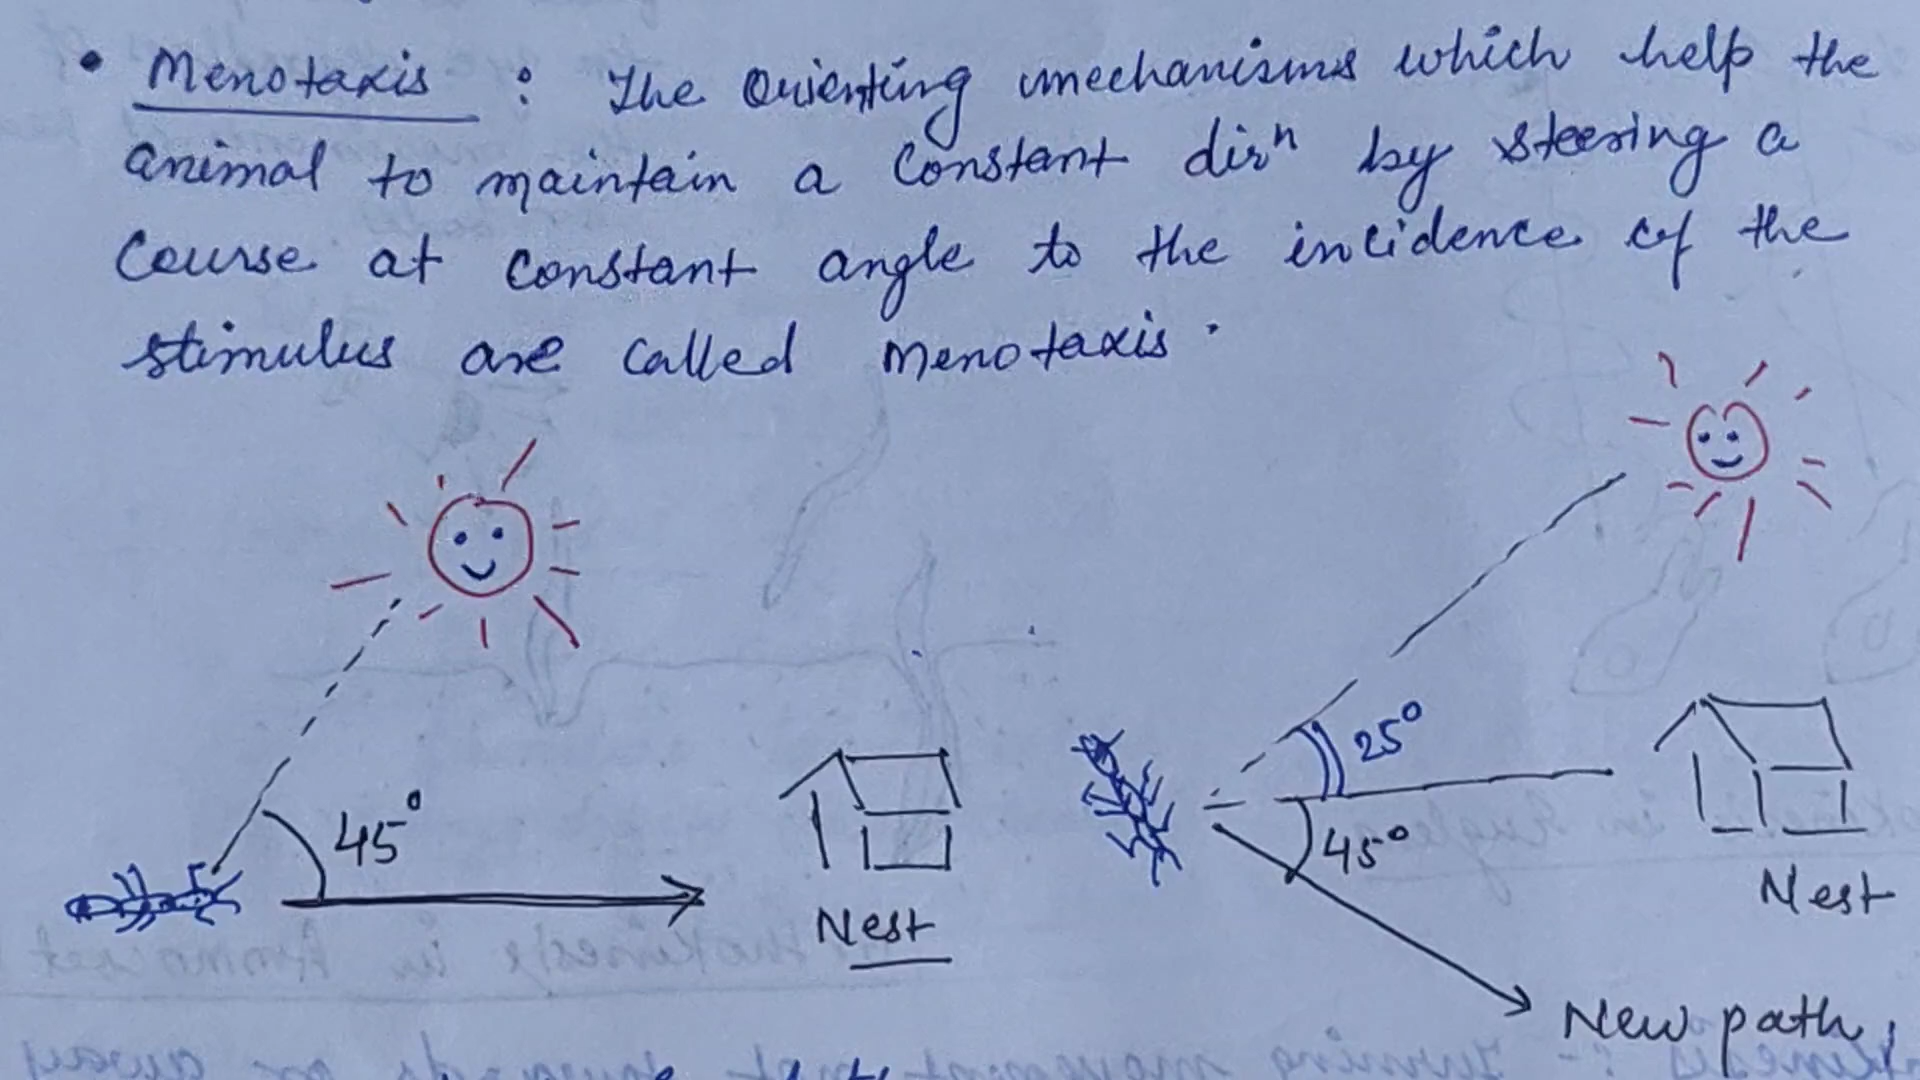 • Menotaxis : The Orienting mechanisms which help the
animal to maintain a constant dirⁿ by steering a
Course at constant angle to the incidence of the
stimulus are called menotaxis.
45°
Nest
25°
45°
Nest
New path